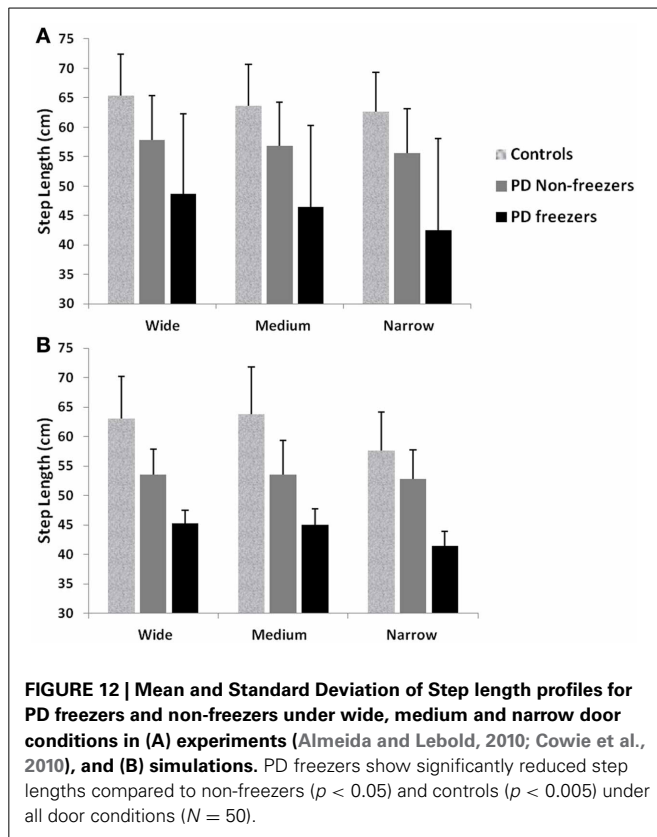 A
75
70
65
60
55
50
45
40
35
30
Step Length (cm)
Wide Medium Narrow
Controls
PD Non-freezers
PD freezers
B
75
70
65
60
55
50
45
40
35
30
Step Length (cm)
Wide Medium Narrow
FIGURE 12 | Mean and Standard Deviation of Step length profiles for
PD freezers and non-freezers under wide, medium and narrow door
conditions in (A) experiments (Almeida and Lebold, 2010; Cowie et al.,
2010), and (B) simulations. PD freezers show significantly reduced step
lengths compared to non-freezers (p < 0.05) and controls (p < 0.005) under
all door conditions (N = 50).